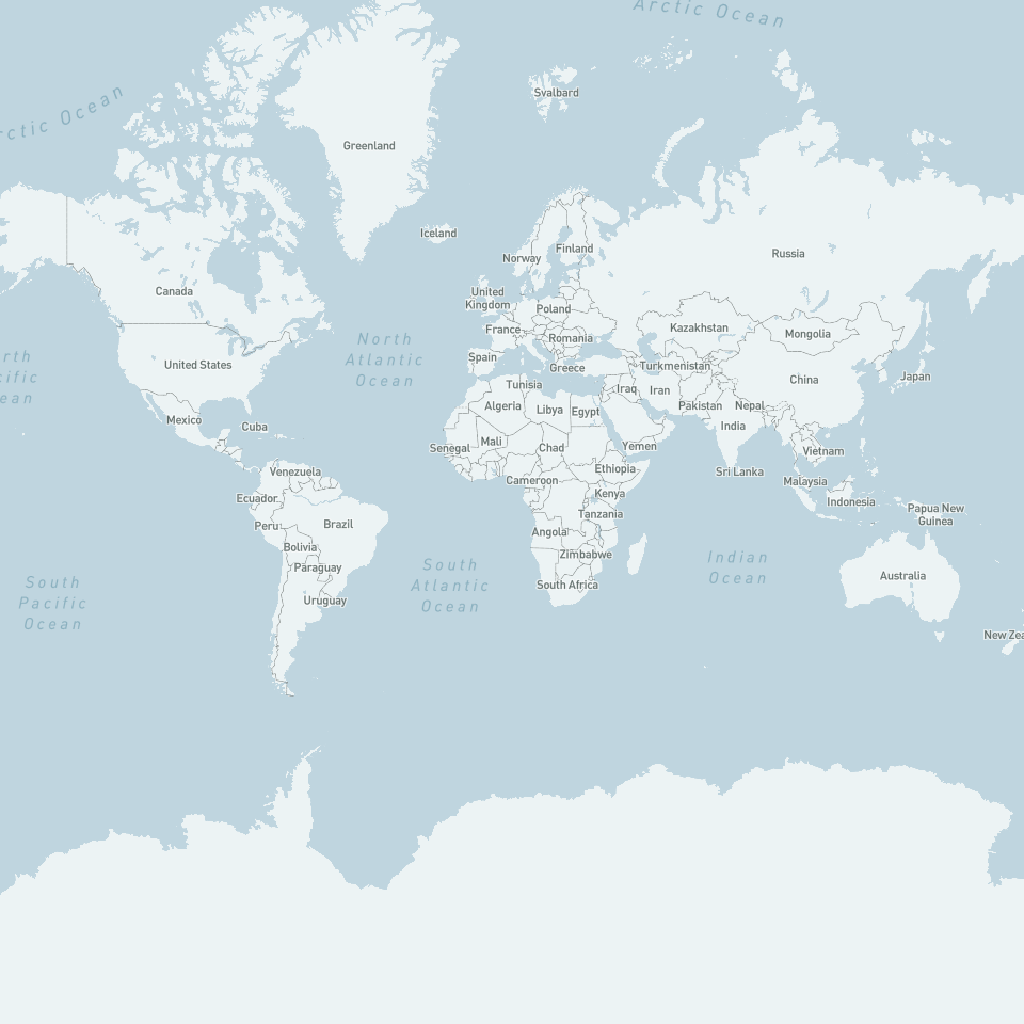 Arctic Ocean
Svalbard
rctic Ocean
Greenland
Iceland
Finland
Norway
Russia
Canada
United
Kingdom
Poland
Kazakhstan
Mongolia
France
Romania
North
Atlantic
Ocean
rth
cific
ean
United States
Spain
Greece
Turkmenistan
China
Japan
Tunisia
Iraq
Iran
Algeria
Libya
Egypt
Pakistan
Nepal
Mexico
Cuba
India
Senegal
Mali
Chad
Yemen
Vietnam
Venezuela
Cameroon
Ethiopia
Sri Lanka
Malaysia
Ecuador
Kenya
Indonesia
Papua New
Guinea
Peru
Brazil
Tanzania
Angola
Bolivia
Zimbabwe
Paraguay
South
Atlantic
Ocean
Indian
Ocean
Australia
South Africa
South
Pacific
Ocean
Uruguay
New Zea